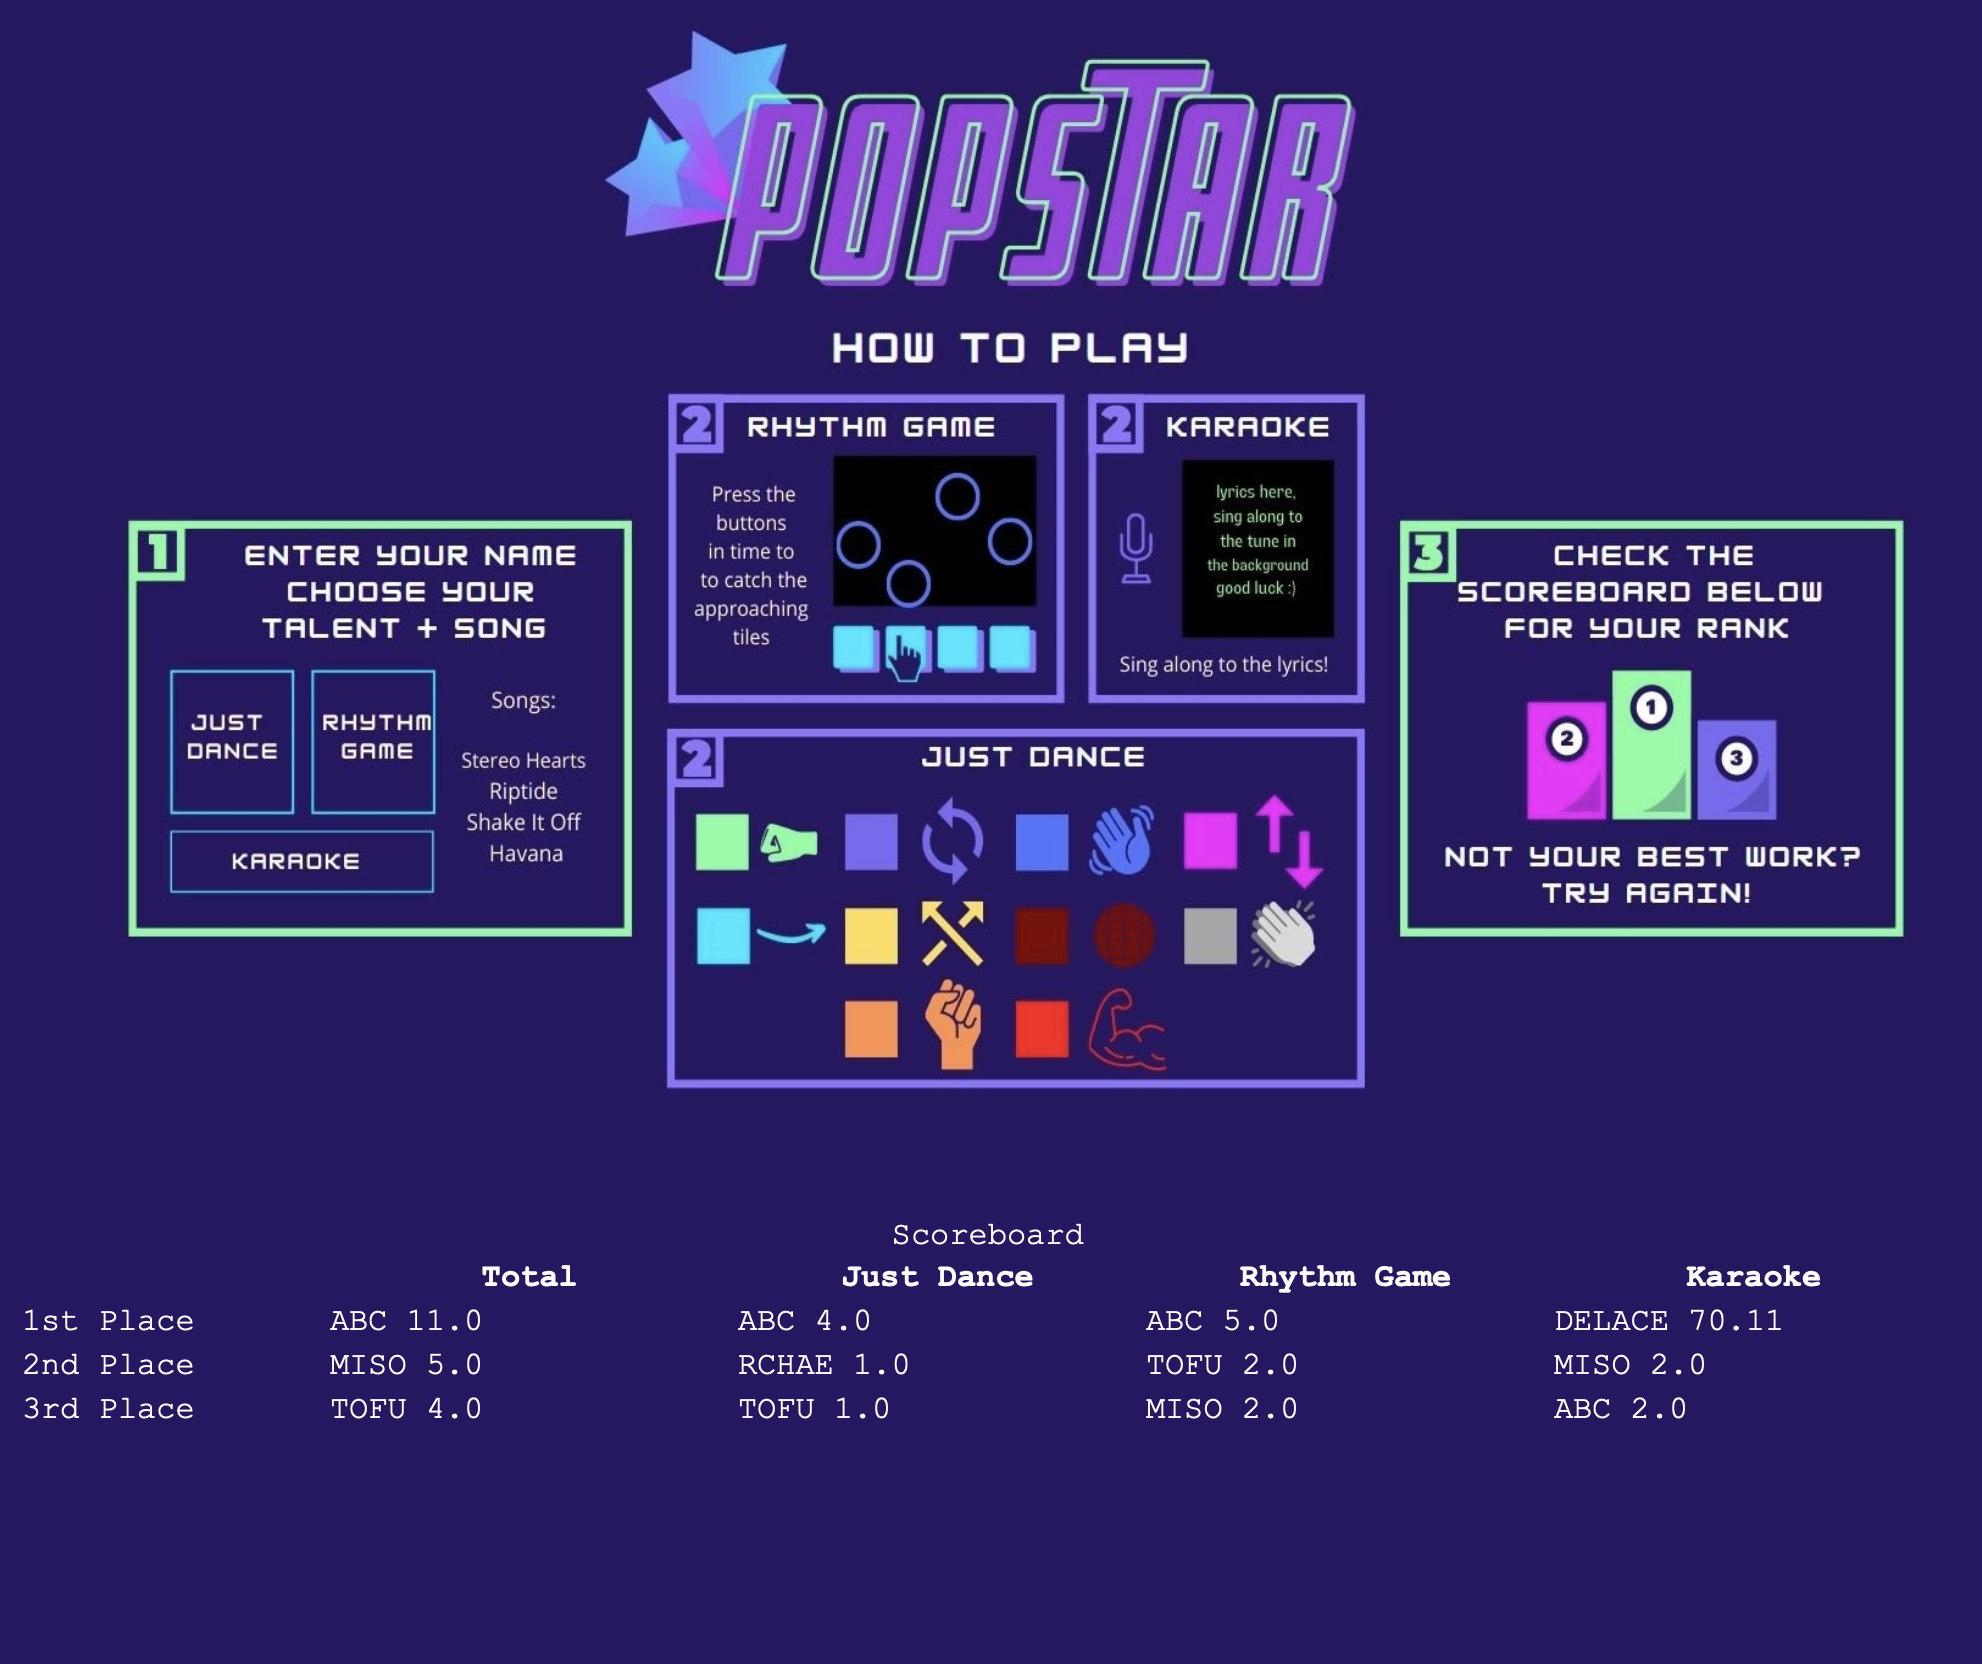 POPSTAR
HOW TO PLAY
1
ENTER YOUR NAME
CHOOSE YOUR
TALENT + SONG
JUST
DANCE
RHYTHM
GAME
KARAOKE
Songs:
Stereo Hearts
Riptide
Shake It Off
Havana
2
RHYTHM GAME
Press the
buttons
in time to
to catch the
approaching
tiles
2
KARAOKE
lyrics here,
sing along to
the tune in
the background
good luck :)
Sing along to the lyrics!
2
JUST DANCE
3
CHECK THE
SCOREBOARD BELOW
FOR YOUR RANK
2
1
3
NOT YOUR BEST WORK?
TRY AGAIN!
Scoreboard
Total Just Dance Rhythm Game Karaoke
1st Place ABC 11.0 ABC 4.0 ABC 5.0 DELACE 70.11
2nd Place MISO 5.0 RCHAE 1.0 TOFU 2.0 MISO 2.0
3rd Place TOFU 4.0 TOFU 1.0 MISO 2.0 ABC 2.0